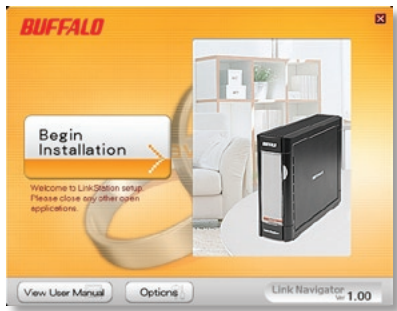 BUFFALO
Begin
Installation
Welcome to LinkStation setup.
Please close any other open
applications.
BUFFALO
View User Manual
Options
Link Navigator
Ver 1.00